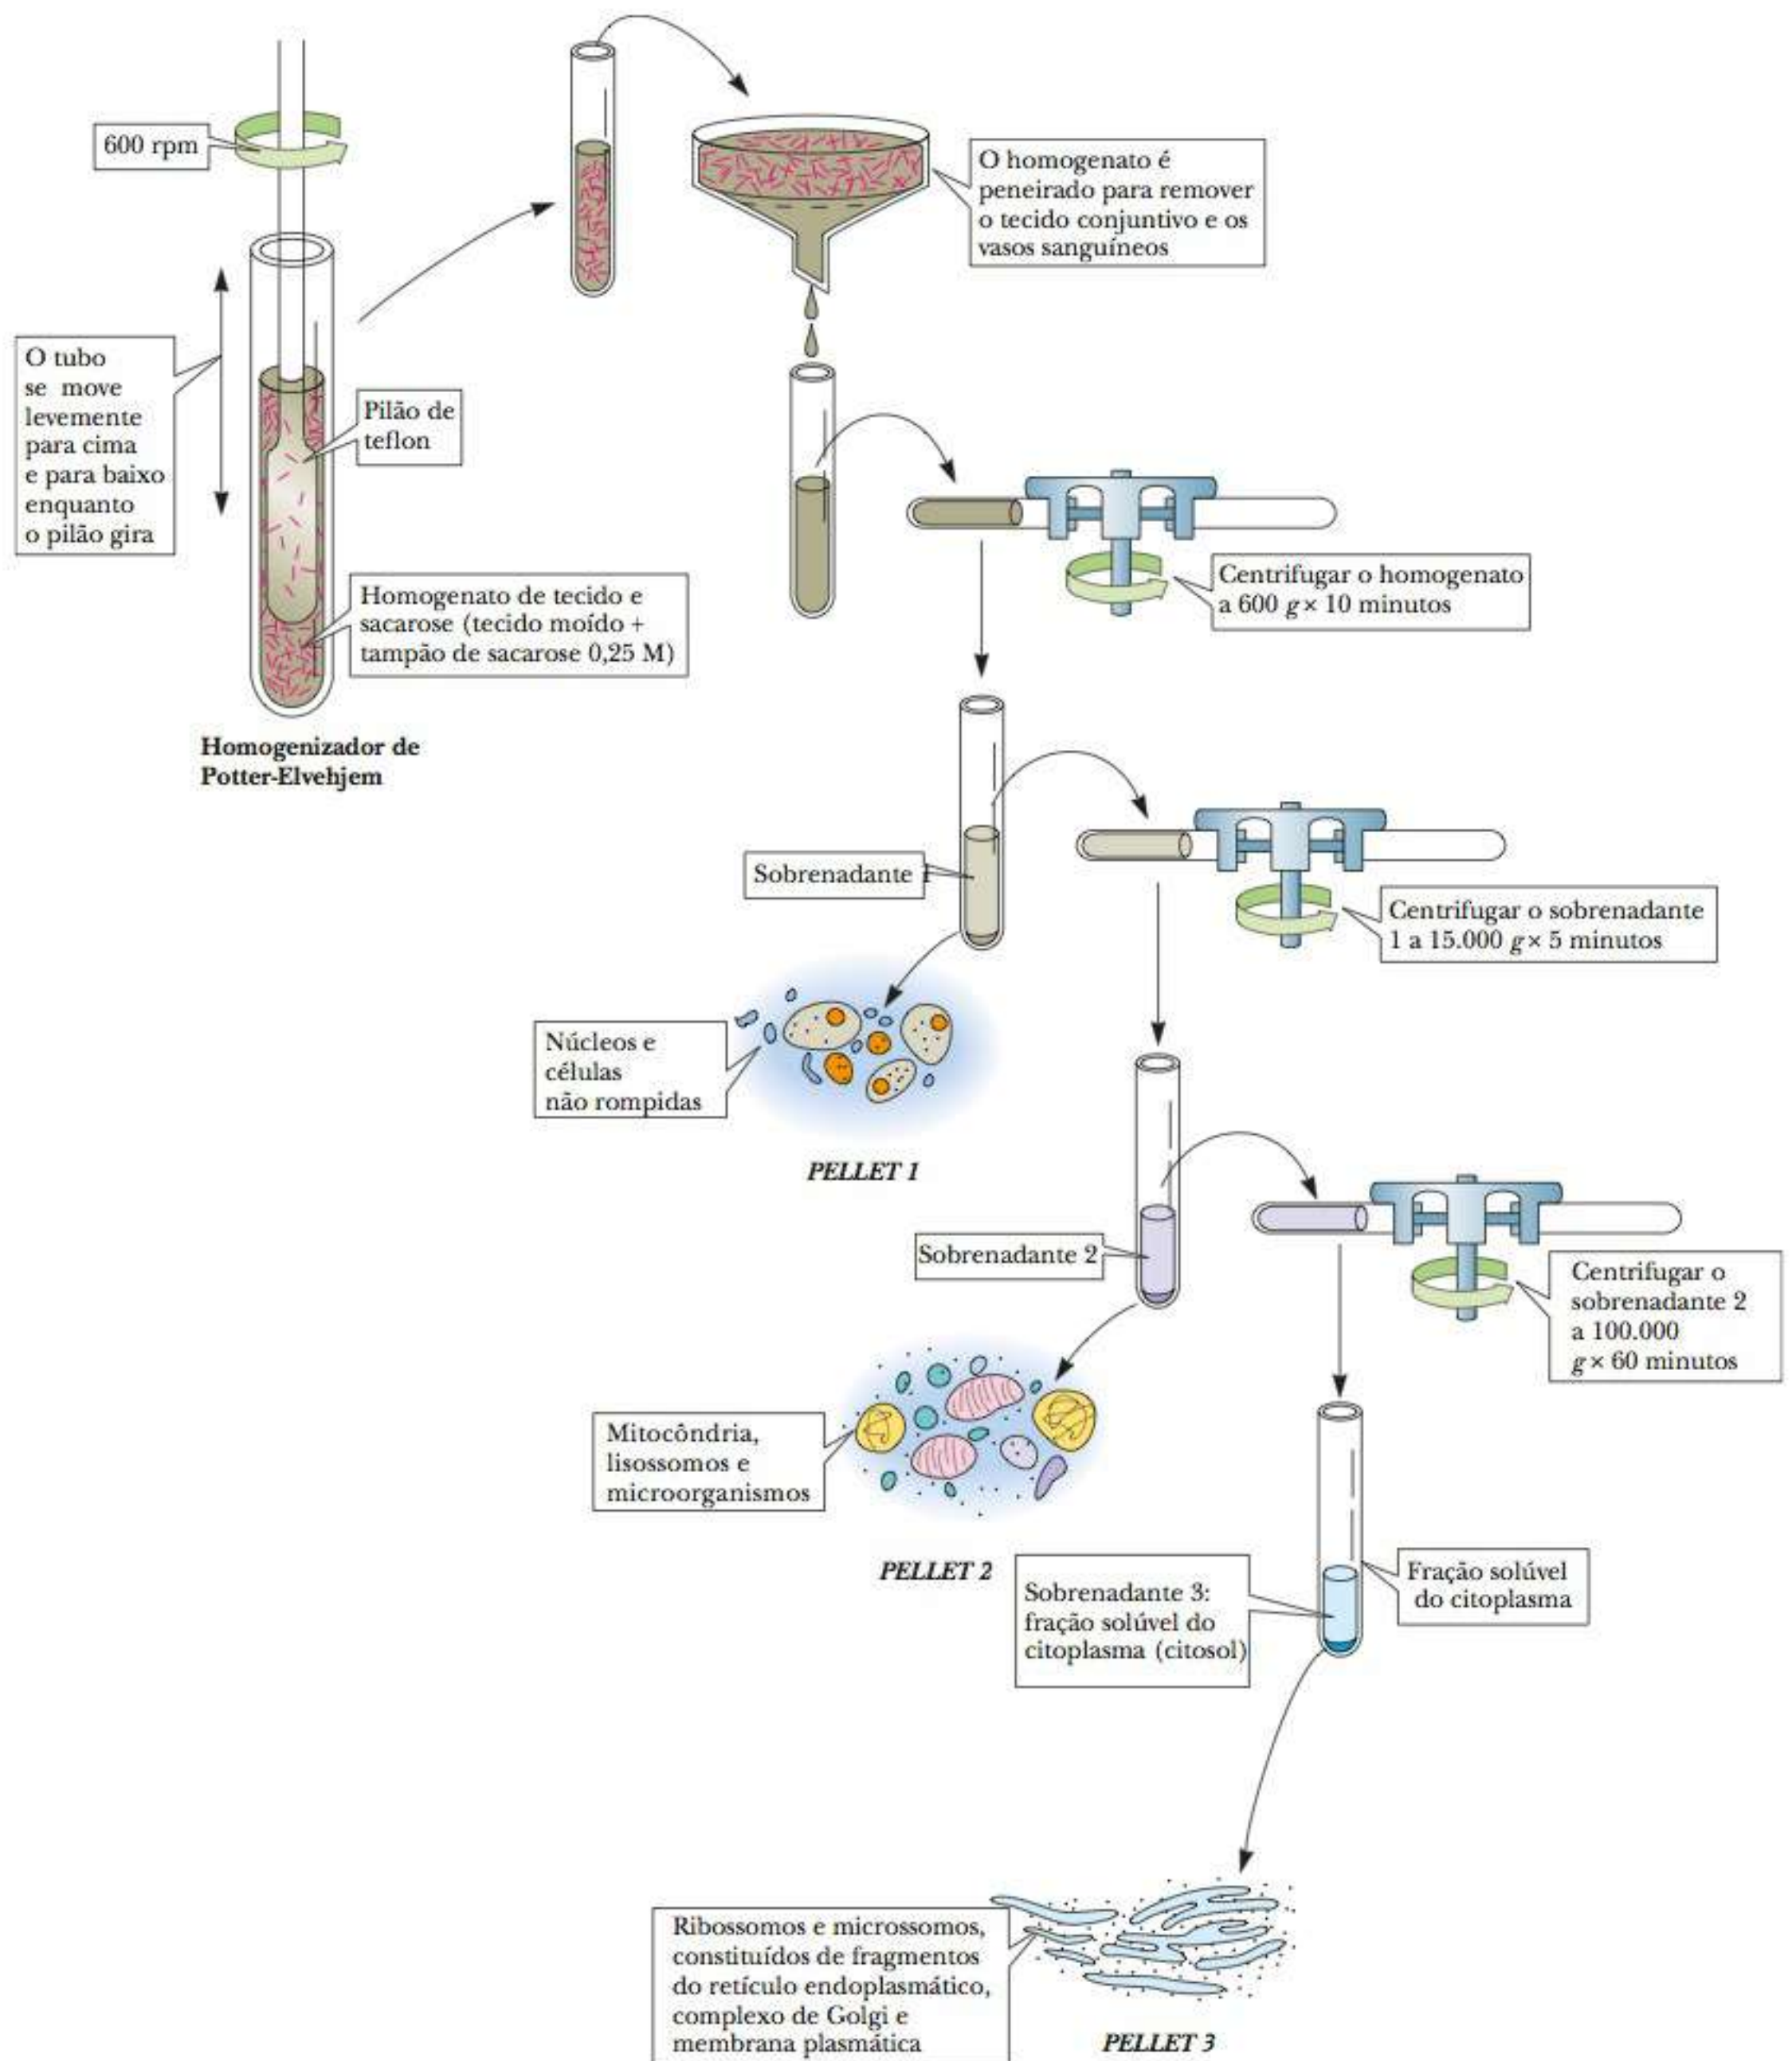 600 rpm
O homogenato é
peneirado para remover
o tecido conjuntivo e os
vasos sanguíneos
O tubo
se move
levemente
para cima
e para baixo
enquanto
o pilão gira
Pilão de
teflon
Homogenato de tecido e
sacarose (tecido moído +
tampão de sacarose 0,25 M)
Homogenizador de
Potter-Elvehjem
Centrifugar o homogenato
a 600 g × 10 minutos
Sobrenadante 1
Centrifugar o sobrenadante
1 a 15.000 g × 5 minutos
Núcleos e
células
não rompidas
PELLET 1
Sobrenadante 2
Centrifugar o
sobrenadante 2
a 100.000
g × 60 minutos
Mitocôndria,
lisossomos e
microorganismos
PELLET 2
Sobrenadante 3:
fração solúvel do
citoplasma (citosol)
Fração solúvel
do citoplasma
Ribossomos e microssomos,
constituídos de fragmentos
do retículo endoplasmático,
complexo de Golgi e
membrana plasmática
PELLET 3